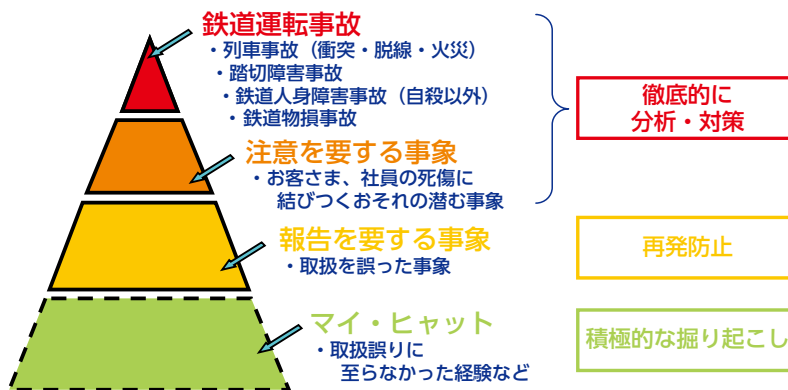 鉄道運転事故
・列車事故（衝突・脱線・火災）
・踏切障害事故
・鉄道人身障害事故（自殺以外）
・鉄道物損事故
徹底的に
分析・対策
注意を要する事象
・お客さま、社員の死傷に
結びつくおそれの潜む事象
報告を要する事象
・取扱を誤った事象
再発防止
マイ・ヒャット
・取扱誤りに
至らなかった経験など
積極的な掘り起こし